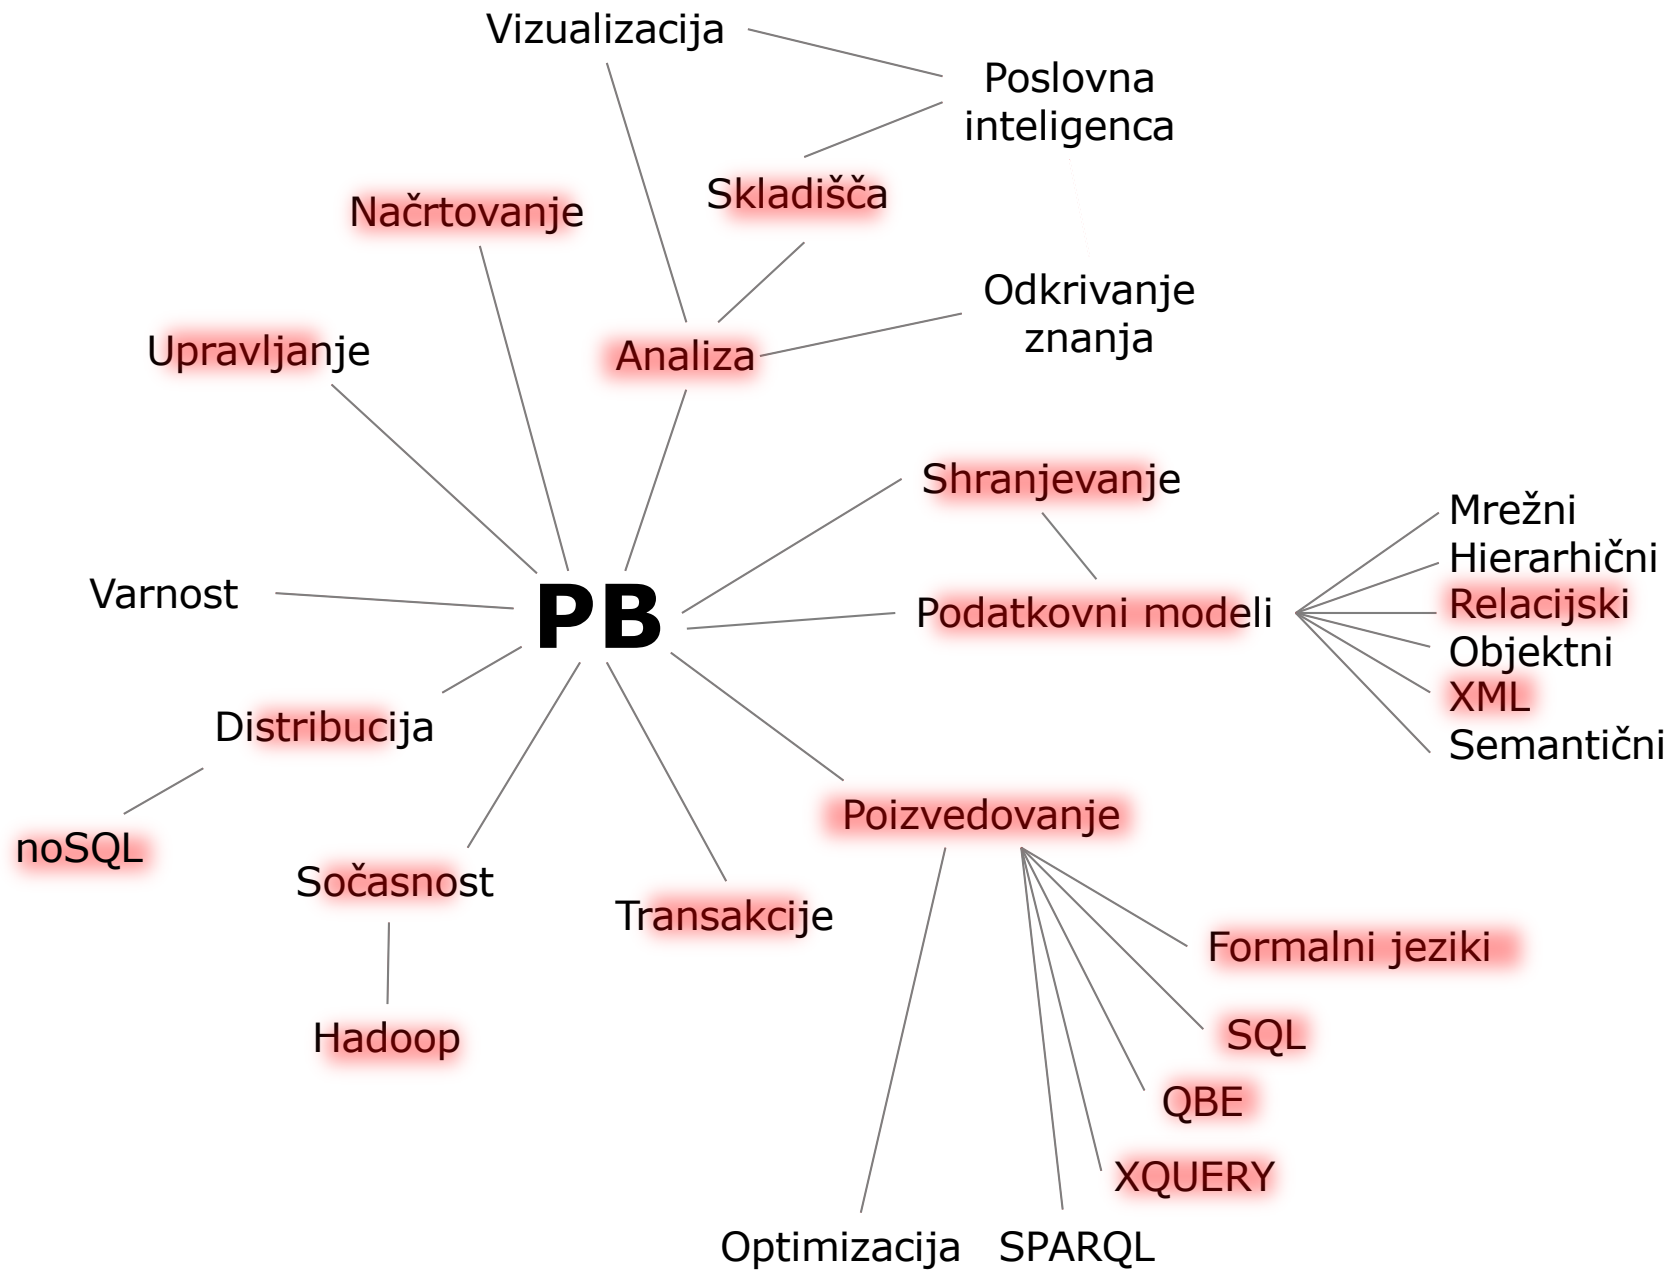 Vizualizacija
Poslovna
inteligenca
Skladišča
Načrtovanje
Odkrivanje
znanja
Upravljanje
Analiza
Shranjevanje
Mrežni
Hierarhični
Relacijski
Objektni
XML
Semantični
Varnost
PB
Podatkovni modeli
Distribucija
Poizvedovanje
noSQL
Sočasnost
Transakcije
Formalni jeziki
Hadoop
SQL
QBE
XQUERY
Optimizacija
SPARQL